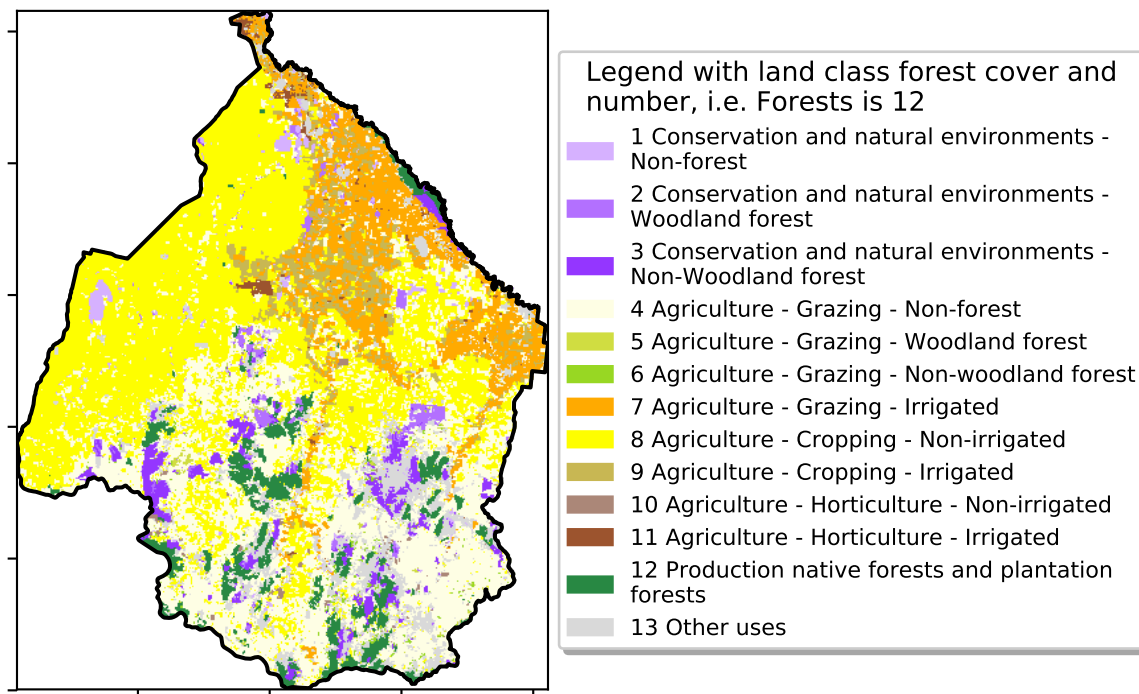 Legend with land class forest cover and
number, i.e. Forests is 12
1 Conservation and natural environments -
Non-forest
2 Conservation and natural environments -
Woodland forest
3 Conservation and natural environments -
Non-Woodland forest
4 Agriculture - Grazing - Non-forest
5 Agriculture - Grazing - Woodland forest
6 Agriculture - Grazing - Non-woodland forest
7 Agriculture - Grazing - Irrigated
8 Agriculture - Cropping - Non-irrigated
9 Agriculture - Cropping - Irrigated
10 Agriculture - Horticulture - Non-irrigated
11 Agriculture - Horticulture - Irrigated
12 Production native forests and plantation
forests
13 Other uses